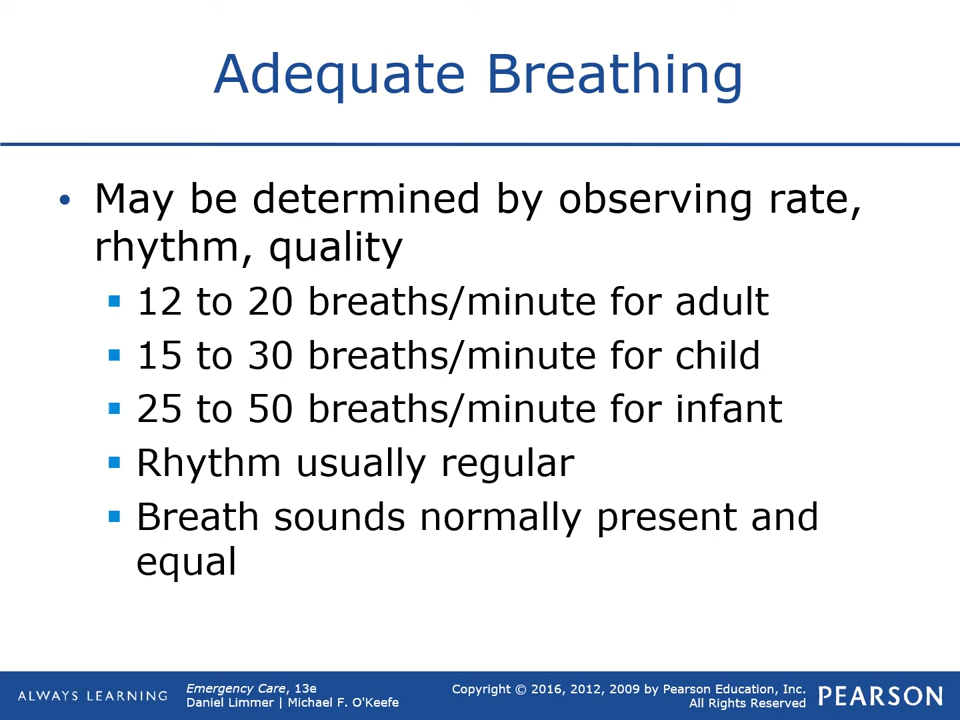 Adequate Breathing
• May be determined by observing rate,
rhythm, quality
▪ 12 to 20 breaths/minute for adult
▪ 15 to 30 breaths/minute for child
▪ 25 to 50 breaths/minute for infant
▪ Rhythm usually regular
▪ Breath sounds normally present and
equal
ALWAYS LEARNING
Emergency Care, 13e
Daniel Limmer | Michael F. O'Keefe
Copyright © 2016, 2012, 2009 by Pearson Education, Inc.
All Rights Reserved
PEARSON